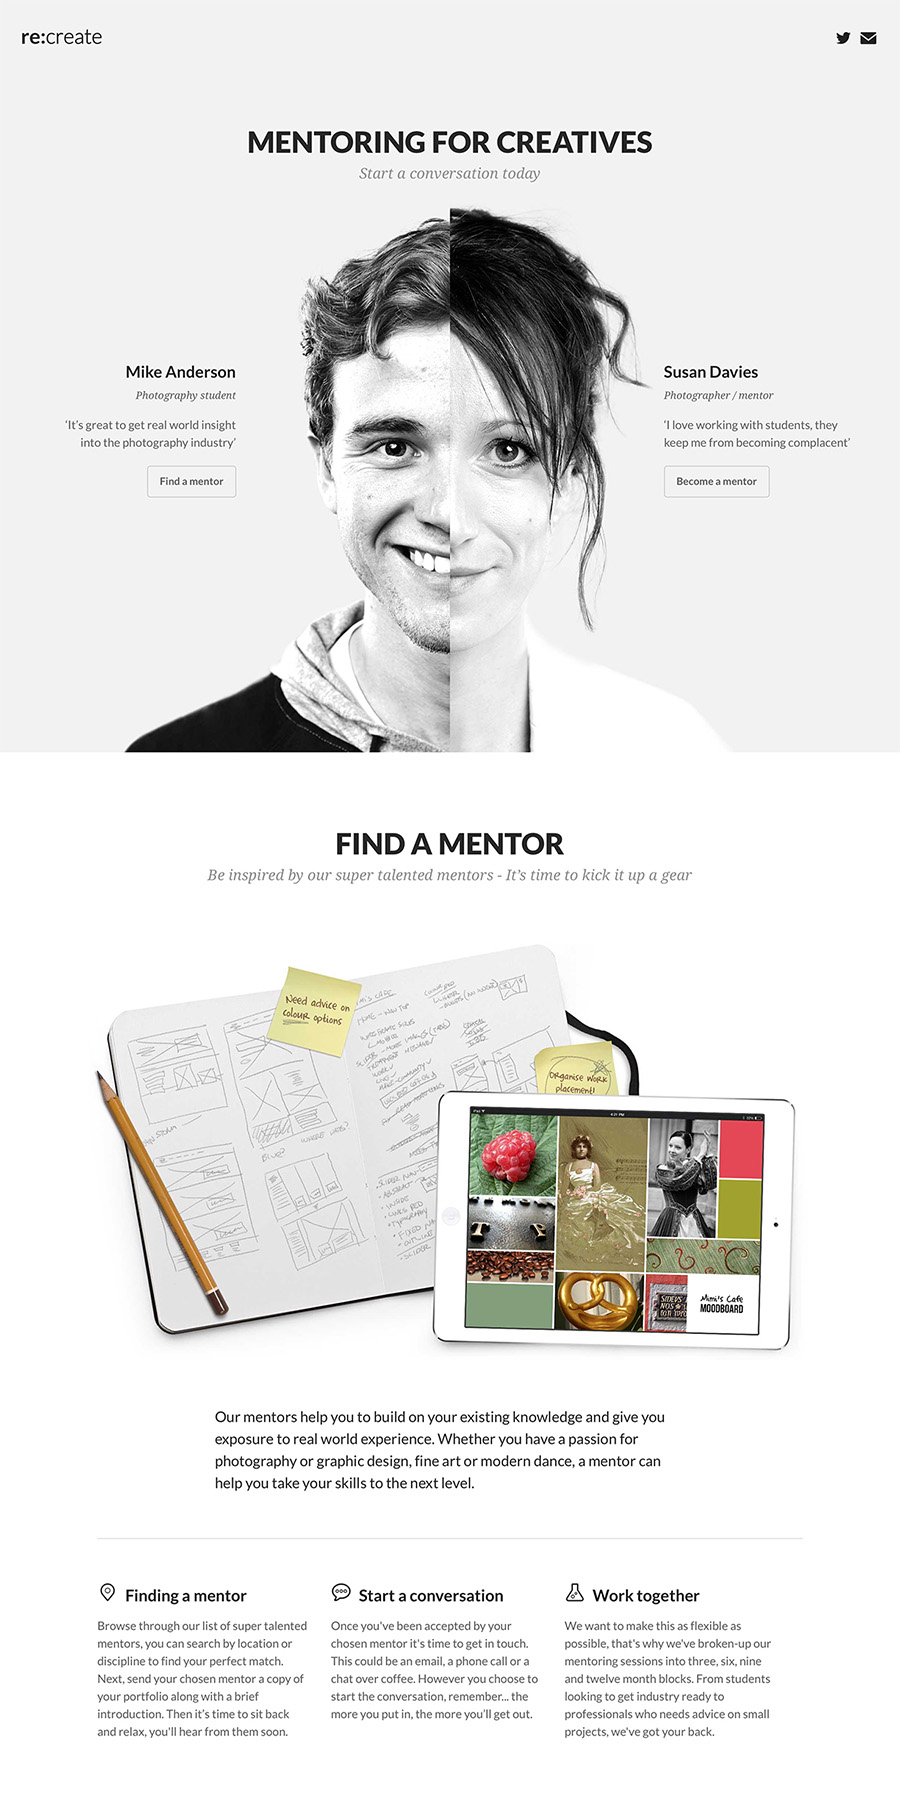 re:create
MENTORING FOR CREATIVES
Start a conversation today
Mike Anderson
Photography student
‘It’s great to get real world insight
into the photography industry’
Find a mentor
Susan Davies
Photographer / mentor
‘I love working with students, they
keep me from becoming complacent’
Become a mentor
FIND A MENTOR
Be inspired by our super talented mentors - It’s time to kick it up a gear
Need advice on
colour options
Organise work
placement!
iPad
4:21 PM
Mimi's Cafe
MOODBOARD
Our mentors help you to build on your existing knowledge and give you
exposure to real world experience. Whether you have a passion for
photography or graphic design, fine art or modern dance, a mentor can
help you take your skills to the next level.
Finding a mentor
Browse through our list of super talented
mentors, you can search by location or
discipline to find your perfect match.
Next, send your chosen mentor a copy of
your portfolio along with a brief
introduction. Then it’s time to sit back
and relax, you'll hear from them soon.
Start a conversation
Once you've been accepted by your
chosen mentor it's time to get in touch.
This could be an email, a phone call or a
chat over coffee. However you choose to
start the conversation, remember... the
more you put in, the more you’ll get out.
Work together
We want to make this as flexible as
possible, that's why we've broken-up our
mentoring sessions into three, six, nine
and twelve month blocks. From students
looking to get industry ready to
professionals who needs advice on small
projects, we've got your back.